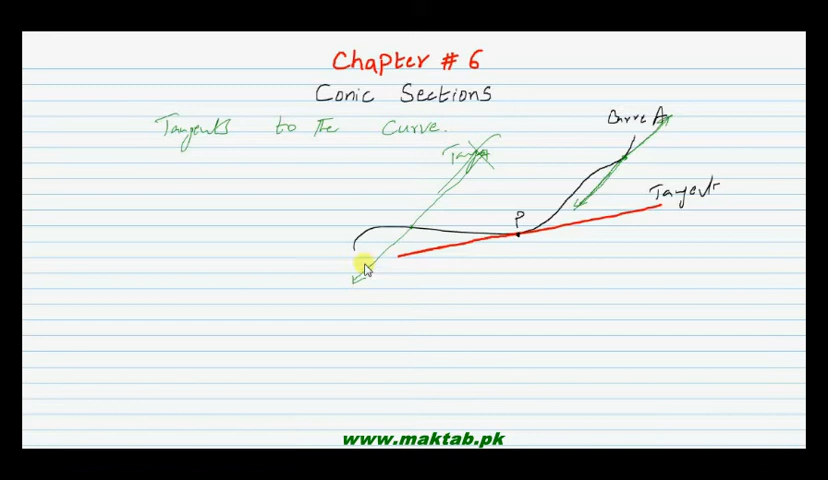 Chapter # 6
Conic Sections
Tangents to the Curve.
Curve A
Tangent
P
www.maktab.pk